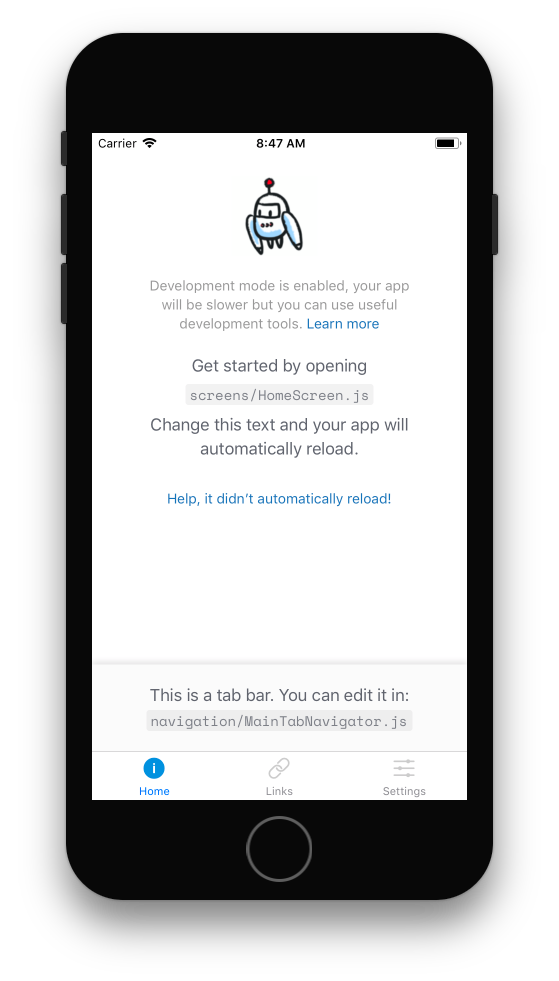 Carrier 8:47 AM
Development mode is enabled, your app
will be slower but you can use useful
development tools. Learn more
Get started by opening
screens/HomeScreen.js
Change this text and your app will
automatically reload.
Help, it didn’t automatically reload!
This is a tab bar. You can edit it in:
navigation/MainTabNavigator.js
Home Links Settings